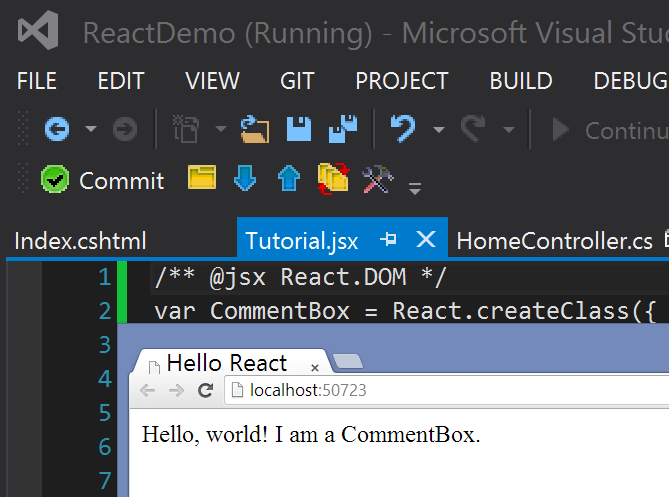 ReactDemo (Running) - Microsoft Visual
FILE EDIT VIEW GIT PROJECT BUILD DEBUG
Commit
Index.cshtml Tutorial.jsx HomeController.cs
1 /** @jsx React.DOM */
2 var CommentBox = React.createClass({
3
4
5
6
7
Hello React
localhost:50723
Hello, world! I am a CommentBox.